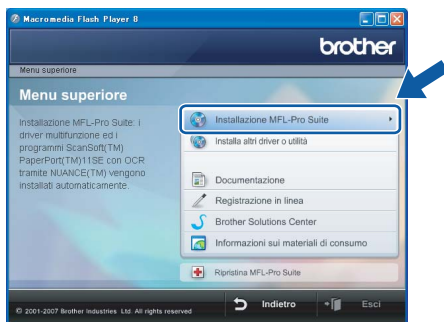 Macromedia Flash Player 8
brother
Menu superiore
Menu superiore
Installazione MFL-Pro Suite: i
driver multifunzione ed i
programmi ScanSoft(TM)
PaperPort(TM)11SE con OCR
tramite NUANCE(TM) vengono
installati automaticamente.
Installazione MFL-Pro Suite
Installa altri driver o utilità
Documentazione
Registrazione in linea
Brother Solutions Center
Informazioni sui materiali di consumo
Ripristina MFL-Pro Suite
© 2001-2007 Brother Industries Ltd. All rights reserved
Indietro
Esci